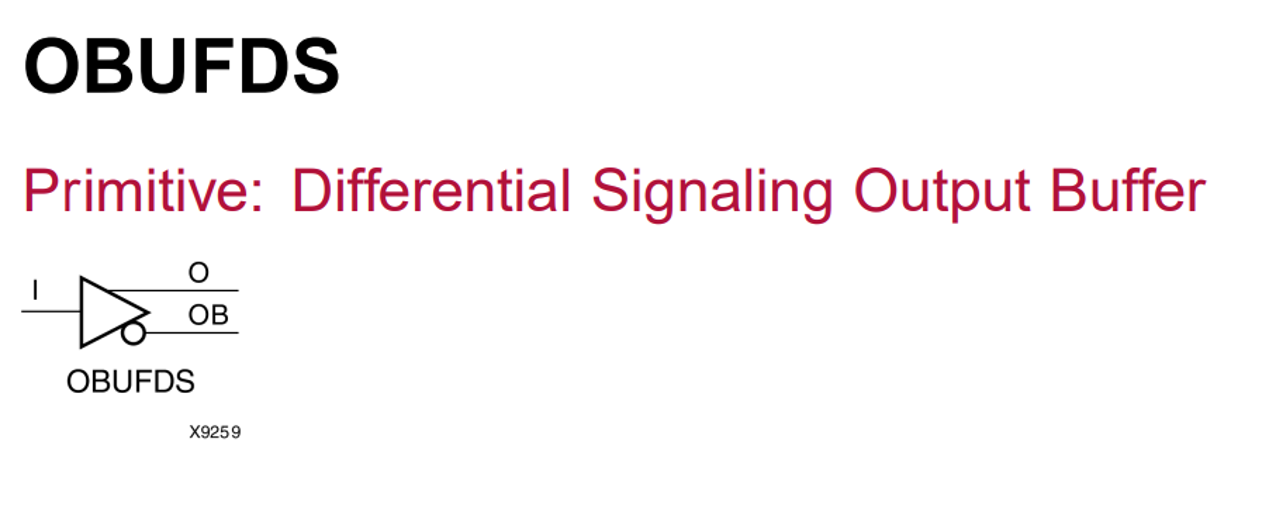 OBUFDS
Primitive: Differential Signaling Output Buffer
I
O
OB
OBUFDS
X9259